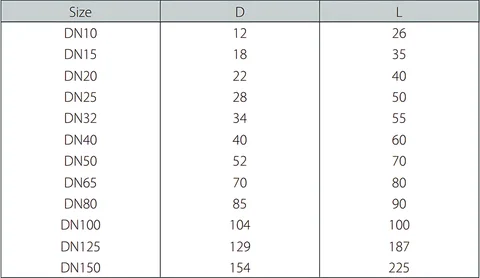 Size D L
DN10 12 26
DN15 18 35
DN20 22 40
DN25 28 50
DN32 34 55
DN40 40 60
DN50 52 70
DN65 70 80
DN80 85 90
DN100 104 100
DN125 129 187
DN150 154 225